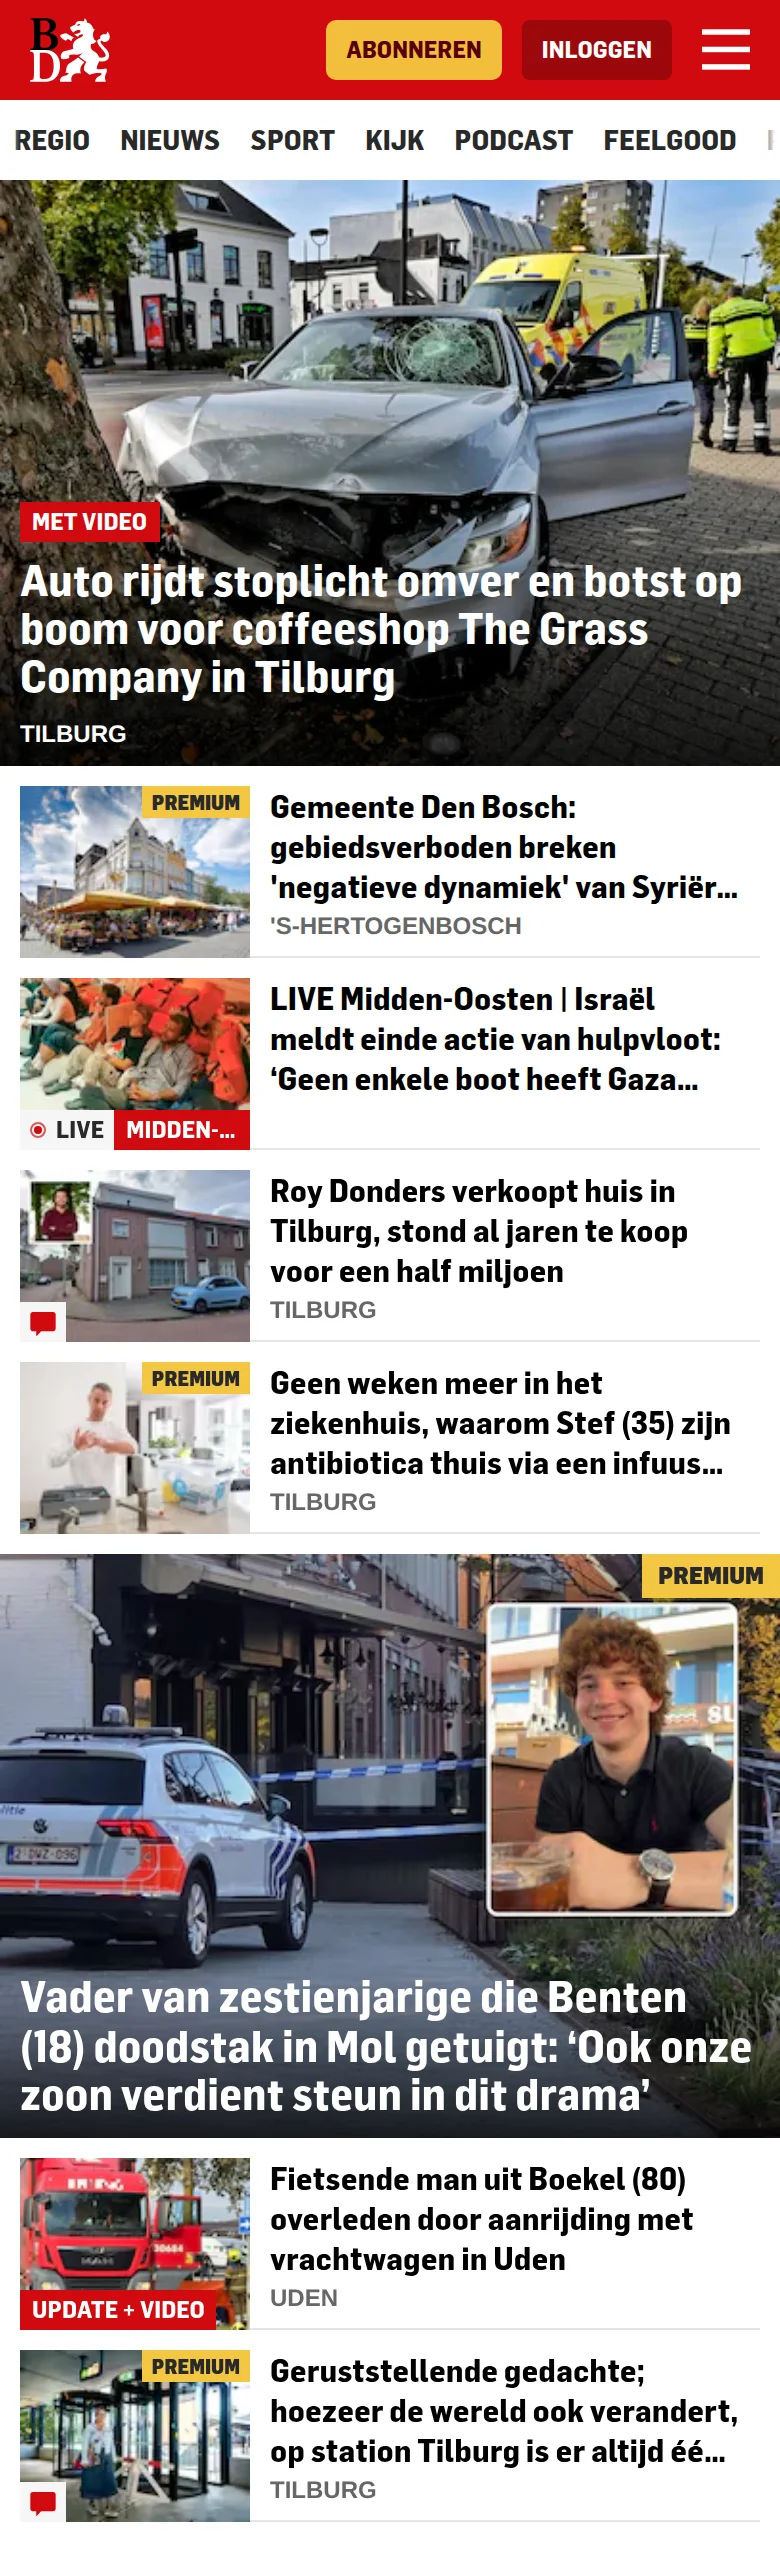 BD
ABONNEREN
INLOGGEN
REGIO NIEUWS SPORT KIJK PODCAST FEELGOOD
MET VIDEO
Auto rijdt stoplicht omver en botst op
boom voor coffeeshop The Grass
Company in Tilburg
TILBURG
PREMIUM
Gemeente Den Bosch:
gebiedsverboden breken
'negatieve dynamiek' van Syriër...
'S-HERTOGENBOSCH
LIVE Midden-Oosten | Israël
meldt einde actie van hulpvloot:
‘Geen enkele boot heeft Gaza...
LIVE MIDDEN-...
Roy Donders verkoopt huis in
Tilburg, stond al jaren te koop
voor een half miljoen
TILBURG
PREMIUM
Geen weken meer in het
ziekenhuis, waarom Stef (35) zijn
antibiotica thuis via een infuus...
TILBURG
PREMIUM
Vader van zestienjarige die Benten
(18) doodstak in Mol getuigt: ‘Ook onze
zoon verdient steun in dit drama’
Fietsende man uit Boekel (80)
overleden door aanrijding met
vrachtwagen in Uden
UDEN
UPDATE + VIDEO
PREMIUM
Geruststellende gedachte;
hoezeer de wereld ook verandert,
op station Tilburg is er altijd éé...
TILBURG